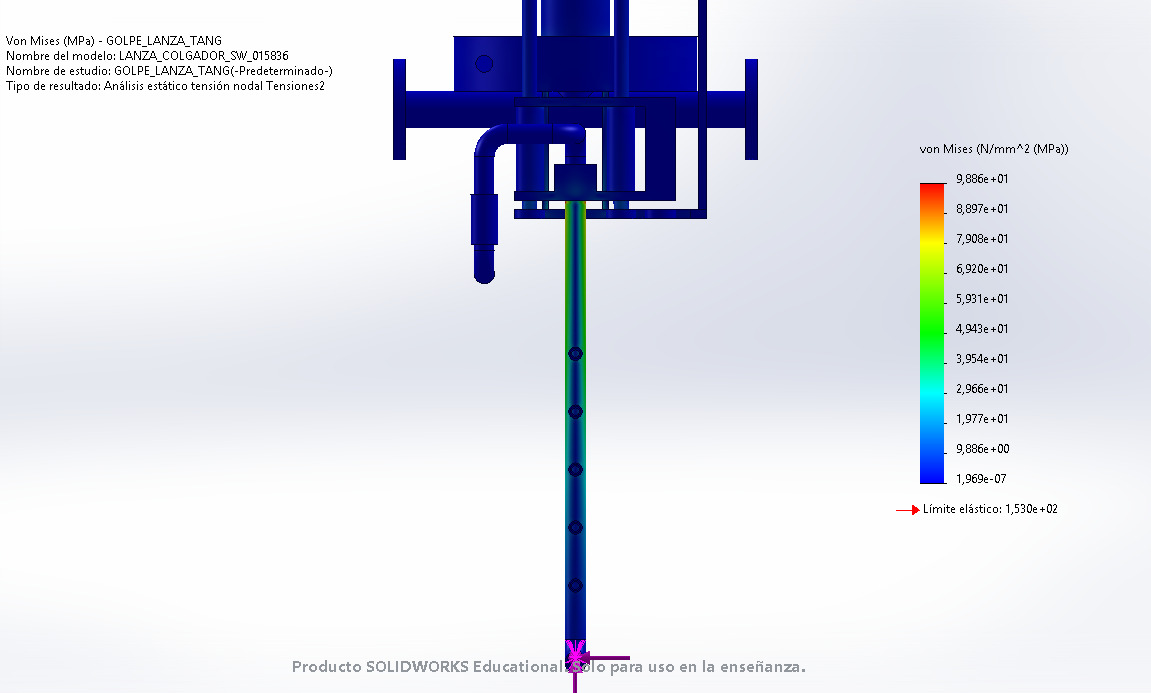 Von Mises (MPa) - GOLPE_LANZA_TANG
Nombre del modelo: LANZA_COLGADOR_SW_015836
Nombre de estudio: GOLPE_LANZA_TANG(-Predeterminado-)
Tipo de resultado: Análisis estático tensión nodal Tensiones2
von Mises (N/mm^2 (MPa))
9,886e+01
8,897e+01
7,908e+01
6,920e+01
5,931e+01
4,943e+01
3,954e+01
2,966e+01
1,977e+01
9,886e+00
1,969e-07
Límite elástico: 1,530e+02
Producto SOLIDWORKS Educational. Solo para uso en la enseñanza.